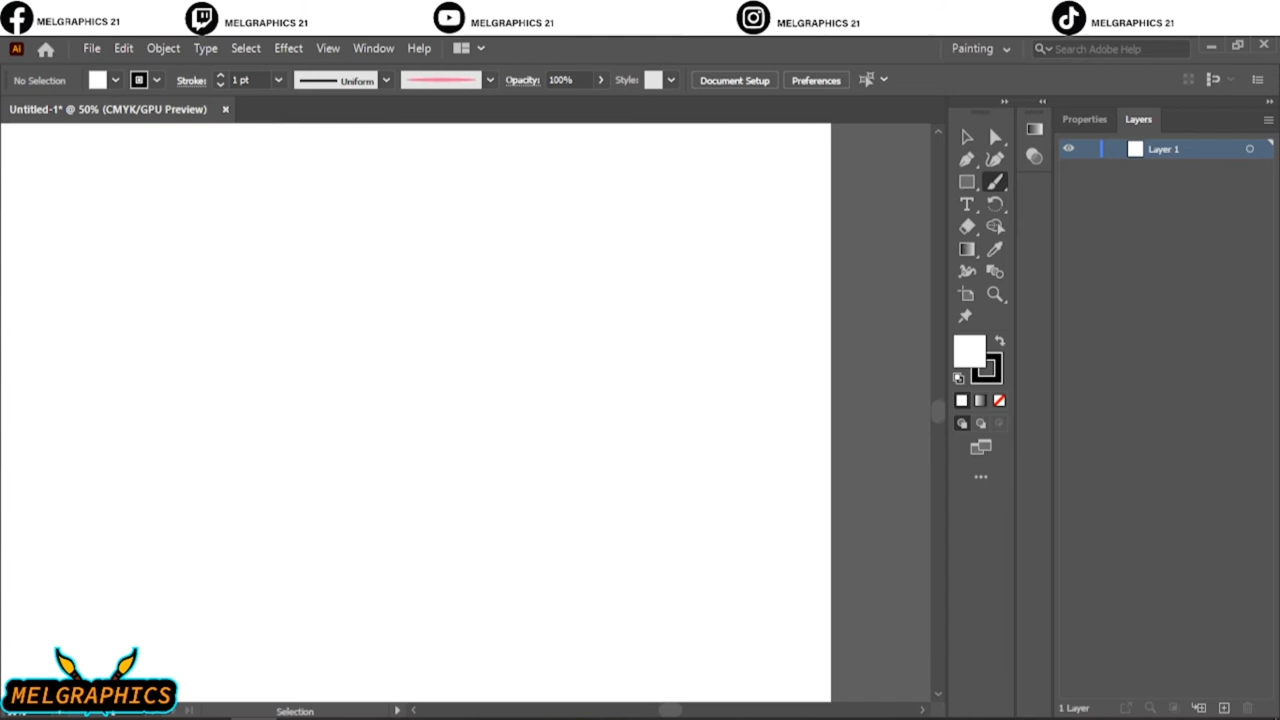 MELGRAPHICS 21 MELGRAPHICS 21 MELGRAPHICS 21 MELGRAPHICS 21 MELGRAPHICS 21
Ai File Edit Object Type Select Effect View Window Help Painting Search Adobe Help
No Selection Stroke: 1 pt Uniform Opacity: 100% Style: Document Setup Preferences
Untitled-1* @ 50% (CMYK/GPU Preview) Properties Layers
Layer 1
MELGRAPHICS
Selection 1 Layer